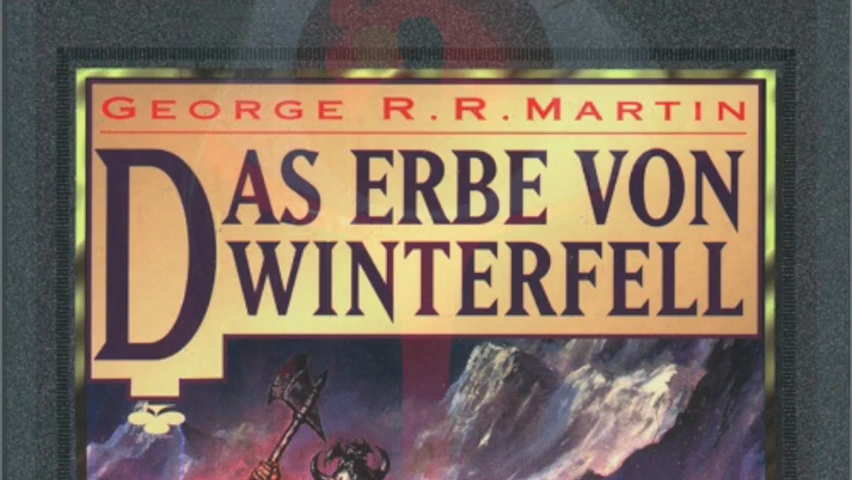 GEORGE R.R. MARTIN
DAS ERBE VON
WINTERFELL